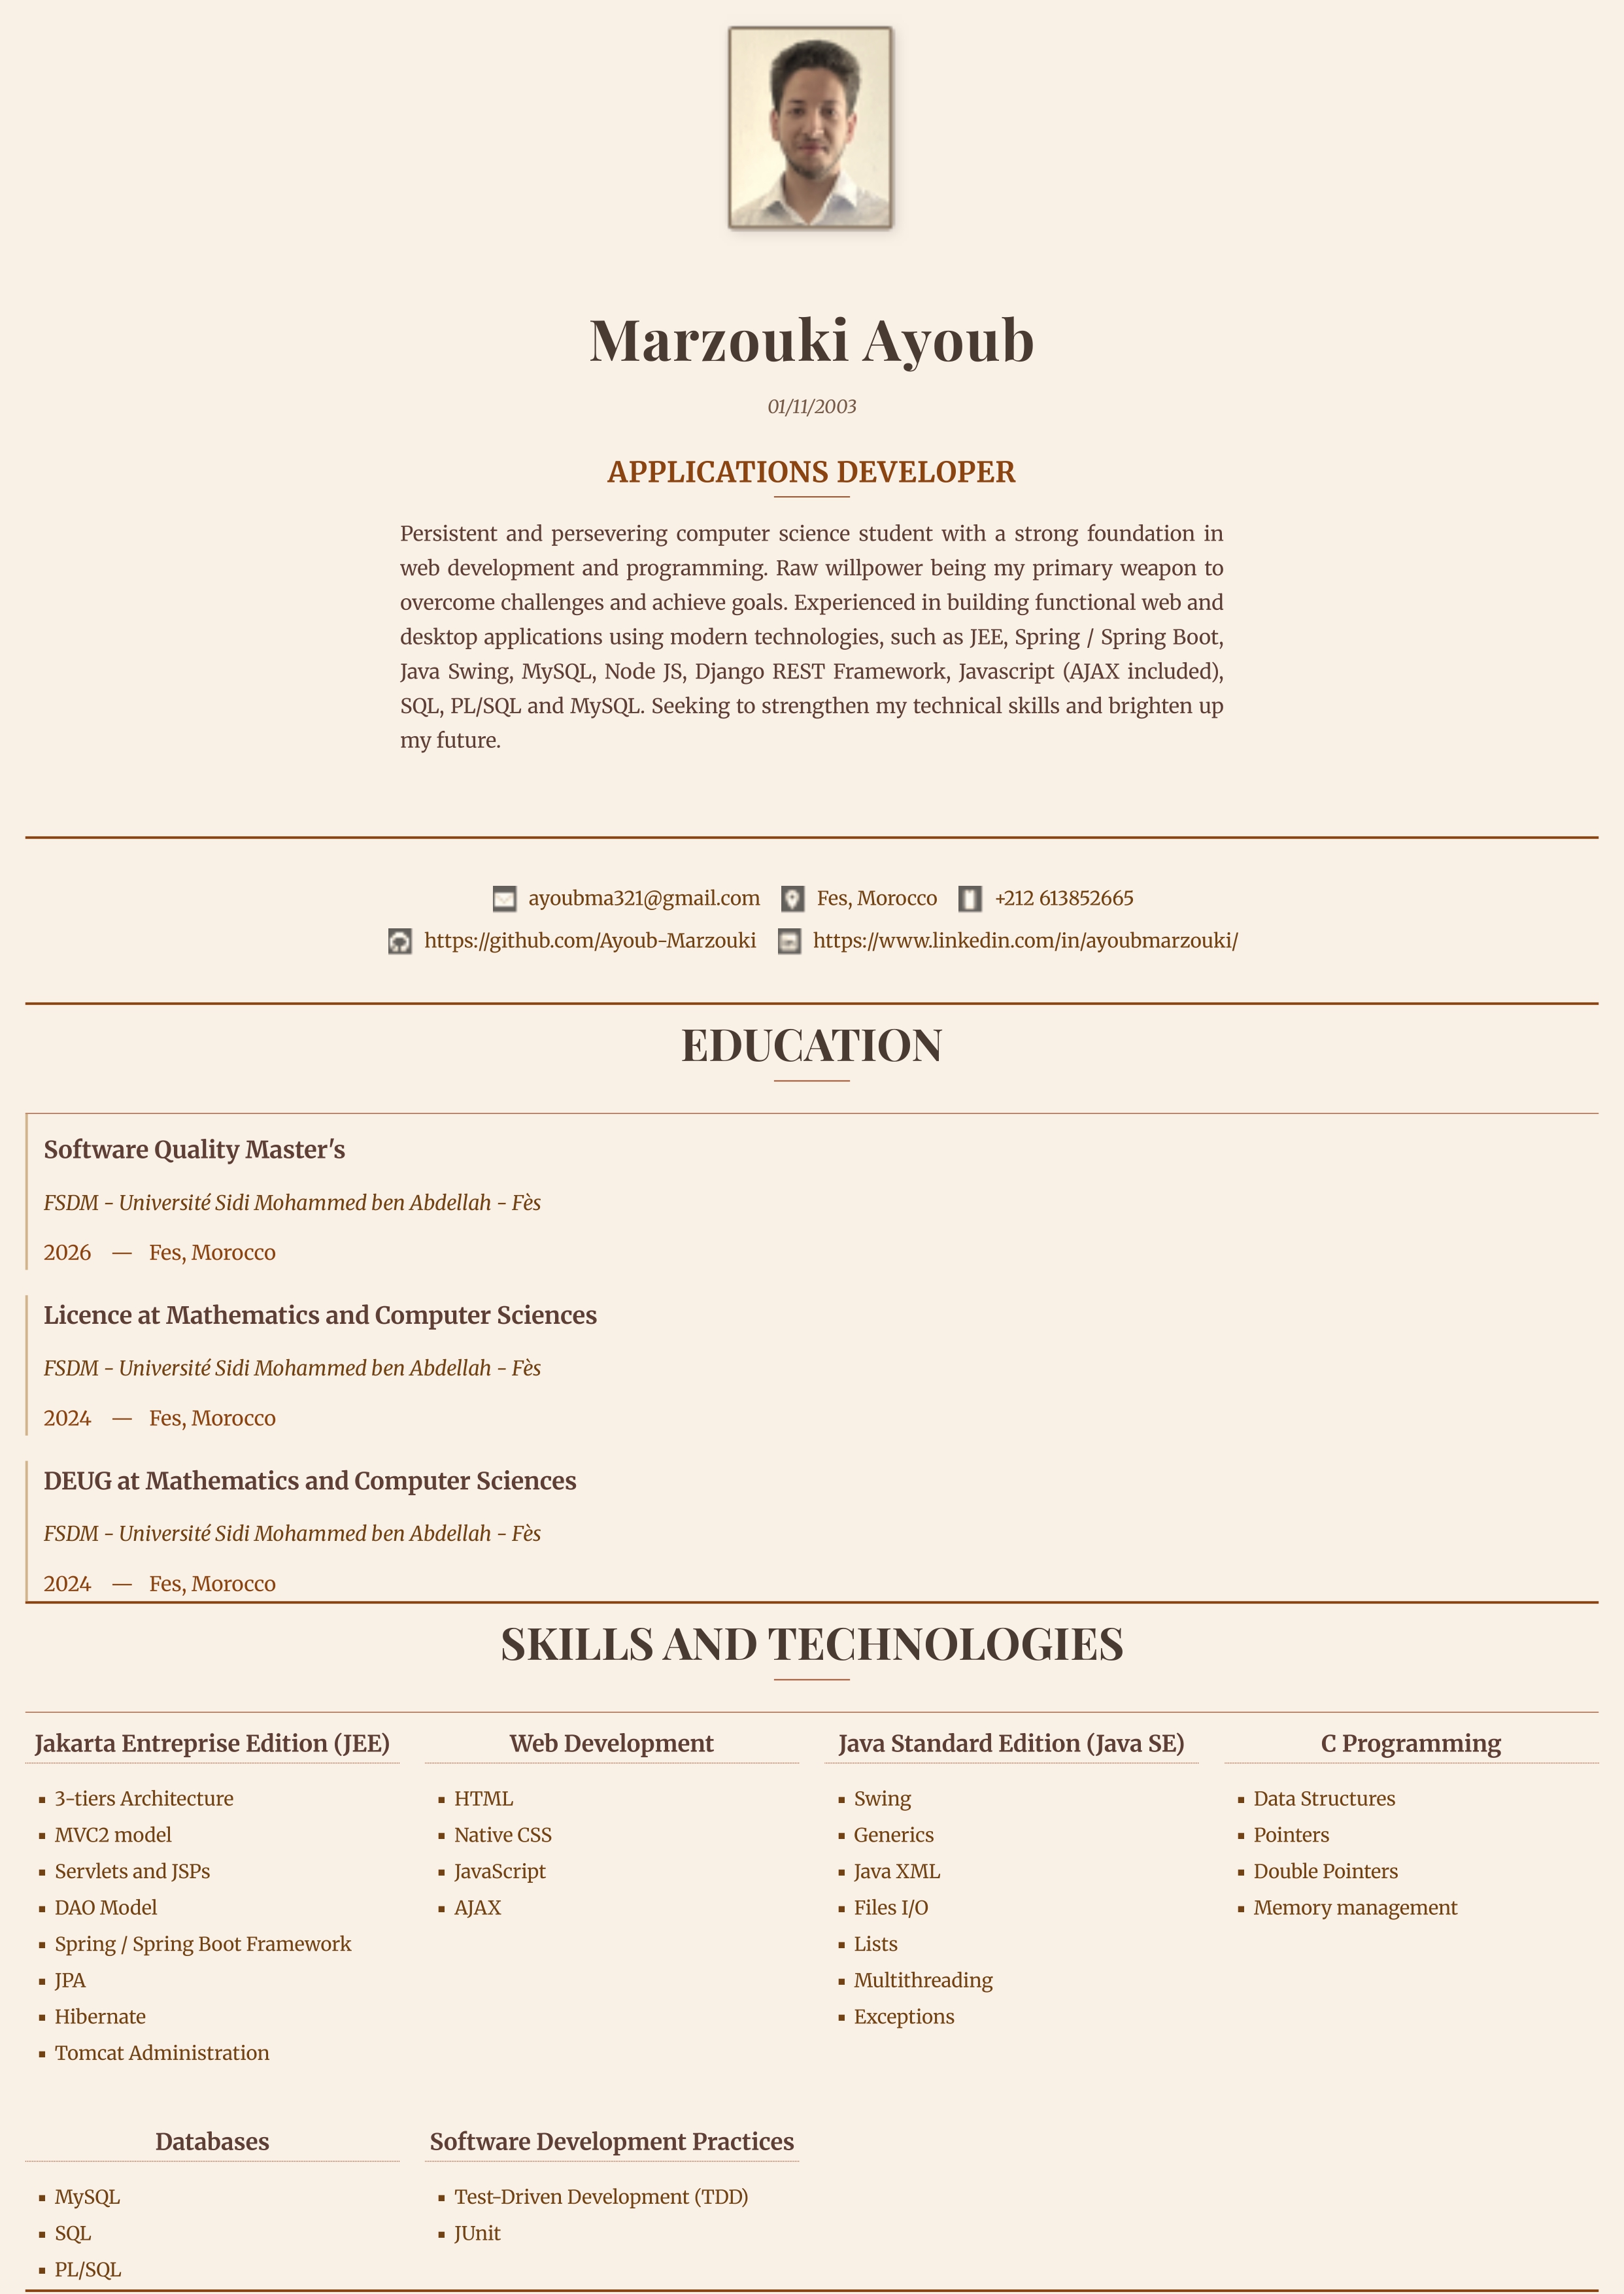 Marzouki Ayoub
01/11/2003
APPLICATIONS DEVELOPER
Persistent and persevering computer science student with a strong foundation in
web development and programming. Raw willpower being my primary weapon to
overcome challenges and achieve goals. Experienced in building functional web and
desktop applications using modern technologies, such as JEE, Spring / Spring Boot,
Java Swing, MySQL, Node JS, Django REST Framework, Javascript (AJAX included),
SQL, PL/SQL and MySQL. Seeking to strengthen my technical skills and brighten up
my future.
ayoubma321@gmail.com Fes, Morocco +212 613852665
https://github.com/Ayoub-Marzouki https://www.linkedin.com/in/ayoubmarzouki/
EDUCATION
Software Quality Master's
FSDM - Université Sidi Mohammed ben Abdellah - Fès
2026 — Fes, Morocco
Licence at Mathematics and Computer Sciences
FSDM - Université Sidi Mohammed ben Abdellah - Fès
2024 — Fes, Morocco
DEUG at Mathematics and Computer Sciences
FSDM - Université Sidi Mohammed ben Abdellah - Fès
2024 — Fes, Morocco
SKILLS AND TECHNOLOGIES
Jakarta Entreprise Edition (JEE)
▪ 3-tiers Architecture
▪ MVC2 model
▪ Servlets and JSPs
▪ DAO Model
▪ Spring / Spring Boot Framework
▪ JPA
▪ Hibernate
▪ Tomcat Administration
Web Development
▪ HTML
▪ Native CSS
▪ JavaScript
▪ AJAX
Java Standard Edition (Java SE)
▪ Swing
▪ Generics
▪ Java XML
▪ Files I/O
▪ Lists
▪ Multithreading
▪ Exceptions
C Programming
▪ Data Structures
▪ Pointers
▪ Double Pointers
▪ Memory management
Databases
▪ MySQL
▪ SQL
▪ PL/SQL
Software Development Practices
▪ Test-Driven Development (TDD)
▪ JUnit